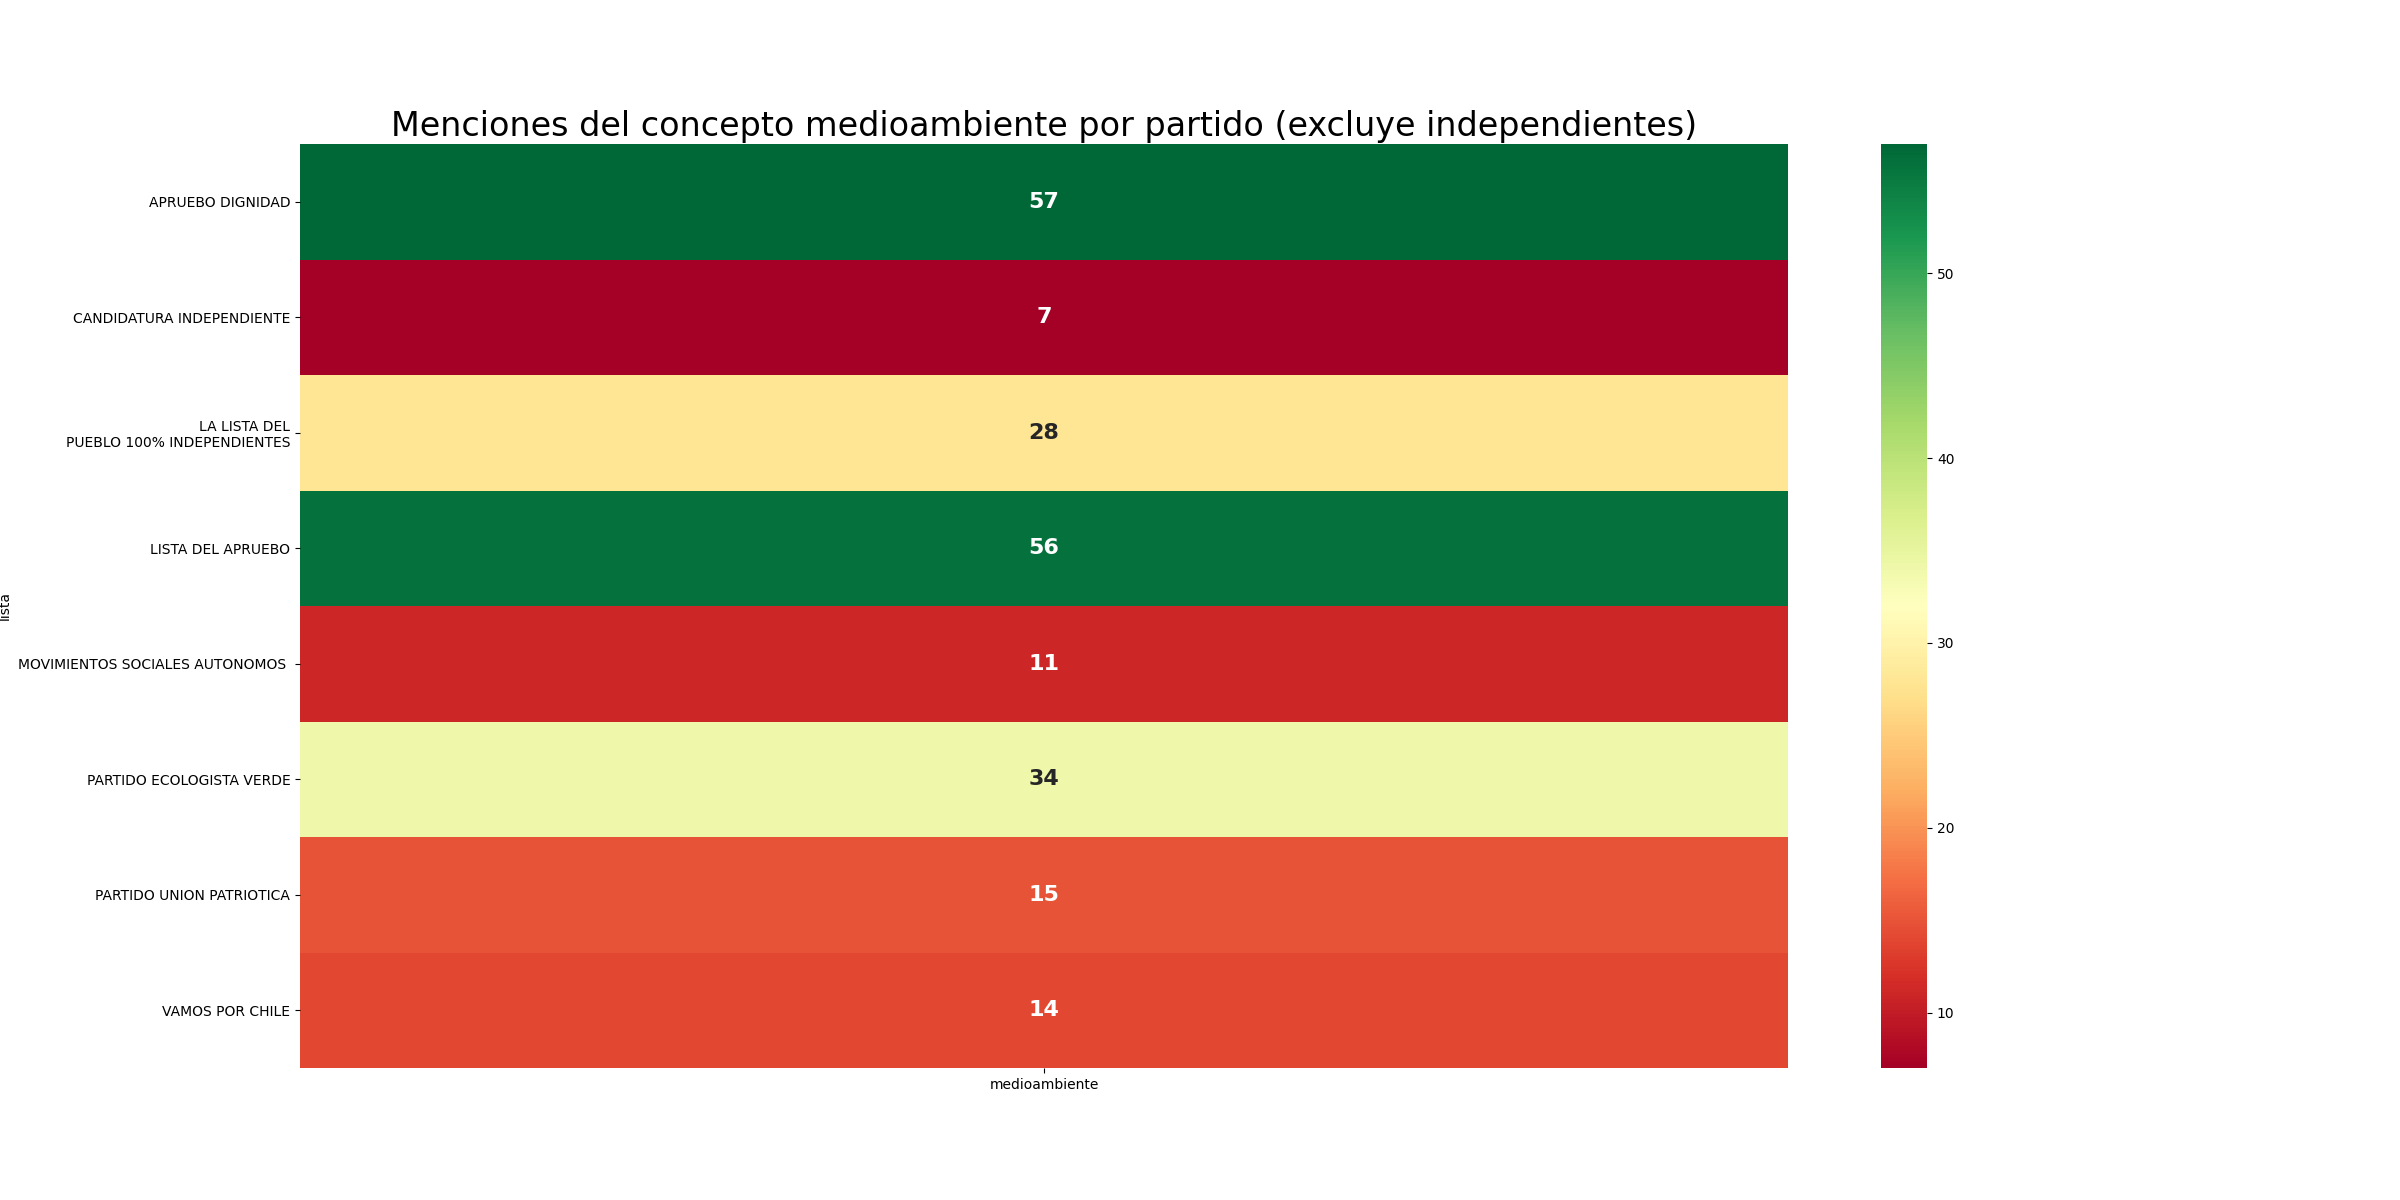 Menciones del concepto medioambiente por partido (excluye independientes)
APRUEBO DIGNIDAD
57
CANDIDATURA INDEPENDIENTE
7
LA LISTA DEL
PUEBLO 100% INDEPENDIENTES
28
LISTA DEL APRUEBO
56
MOVIMIENTOS SOCIALES AUTONOMOS
11
PARTIDO ECOLOGISTA VERDE
34
PARTIDO UNION PATRIOTICA
15
VAMOS POR CHILE
14
lista
medioambiente
50
40
30
20
10